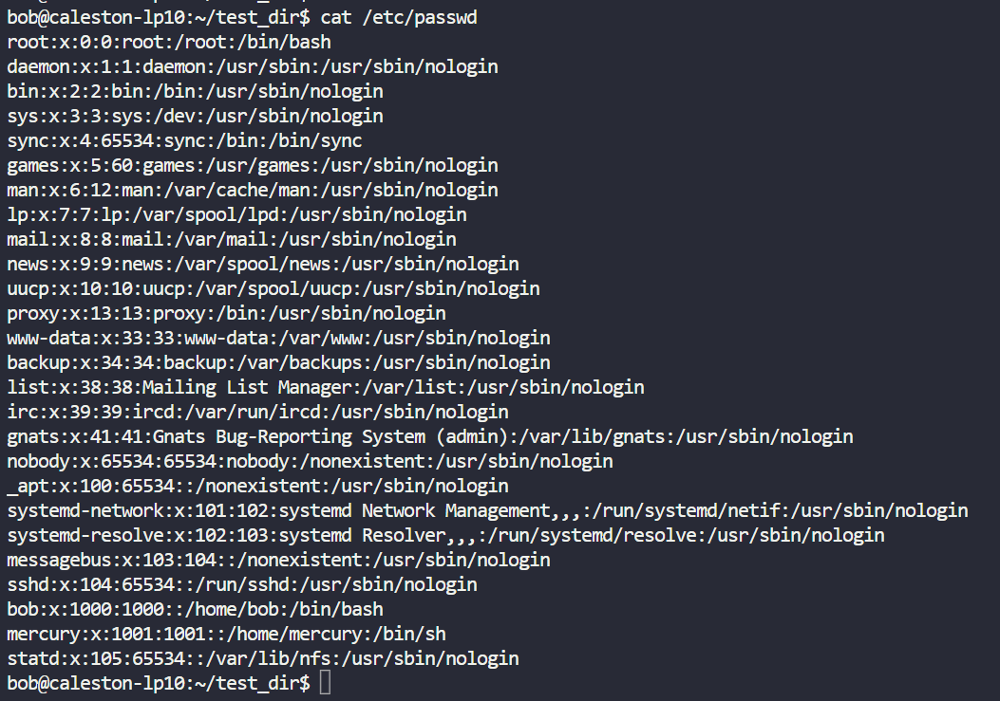 bob@caleston-lp10:~/test_dir$ cat /etc/passwd
root:x:0:0:root:/root:/bin/bash
daemon:x:1:1:daemon:/usr/sbin:/usr/sbin/nologin
bin:x:2:2:bin:/bin:/usr/sbin/nologin
sys:x:3:3:sys:/dev:/usr/sbin/nologin
sync:x:4:65534:sync:/bin:/bin/sync
games:x:5:60:games:/usr/games:/usr/sbin/nologin
man:x:6:12:man:/var/cache/man:/usr/sbin/nologin
lp:x:7:7:lp:/var/spool/lpd:/usr/sbin/nologin
mail:x:8:8:mail:/var/mail:/usr/sbin/nologin
news:x:9:9:news:/var/spool/news:/usr/sbin/nologin
uucp:x:10:10:uucp:/var/spool/uucp:/usr/sbin/nologin
proxy:x:13:13:proxy:/bin:/usr/sbin/nologin
www-data:x:33:33:www-data:/var/www:/usr/sbin/nologin
backup:x:34:34:backup:/var/backups:/usr/sbin/nologin
list:x:38:38:Mailing List Manager:/var/list:/usr/sbin/nologin
irc:x:39:39:ircd:/var/run/ircd:/usr/sbin/nologin
gnats:x:41:41:Gnats Bug-Reporting System (admin):/var/lib/gnats:/usr/sbin/nologin
nobody:x:65534:65534:nobody:/nonexistent:/usr/sbin/nologin
_apt:x:100:65534::/nonexistent:/usr/sbin/nologin
systemd-network:x:101:102:systemd Network Management,,,:/run/systemd/netif:/usr/sbin/nologin
systemd-resolve:x:102:103:systemd Resolver,,,:/run/systemd/resolve:/usr/sbin/nologin
messagebus:x:103:104::/nonexistent:/usr/sbin/nologin
sshd:x:104:65534::/run/sshd:/usr/sbin/nologin
bob:x:1000:1000::/home/bob:/bin/bash
mercury:x:1001:1001::/home/mercury:/bin/sh
statd:x:105:65534::/var/lib/nfs:/usr/sbin/nologin
bob@caleston-lp10:~/test_dir$